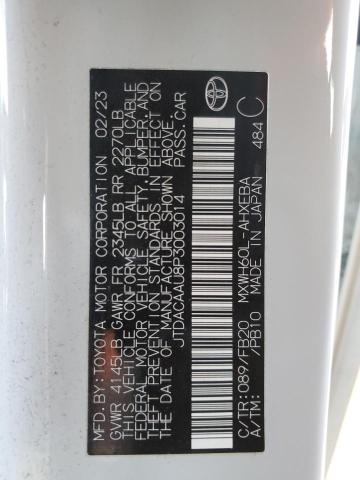 MFD.BY:TOYOTA MOTOR CORPORATION 02/23
GVWR 4145LB GAWR FR 2345LB RR 2270LB
THIS VEHICLE CONFORMS TO ALL APPLICABLE
FEDERAL MOTOR VEHICLE SAFETY,BUMPER,AND
THEFT PREVENTION STANDARDS IN EFFECT ON
THE DATE OF MANUFACTURE SHOWN ABOVE.
JTDACAAU8P3003014 PASS.CAR
C/TR:089/FB20 MXWH60L-AHXEBA
A/TM: /PB10 MADE IN JAPAN 484
TOYOTA
C